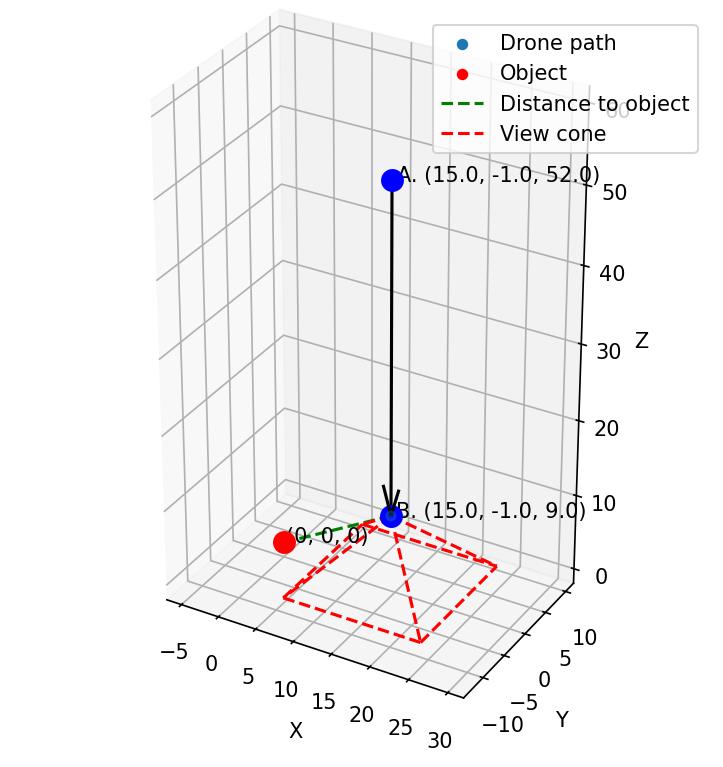 Drone path
Object
Distance to object
View cone
60
A. (15.0, -1.0, 52.0)
50
40
Z
30
20
10
B. (15.0, -1.0, 9.0)
(0, 0, 0)
0
−5
0
5
10
15
20
25
30
X
−10
−5
0
5
10
Y